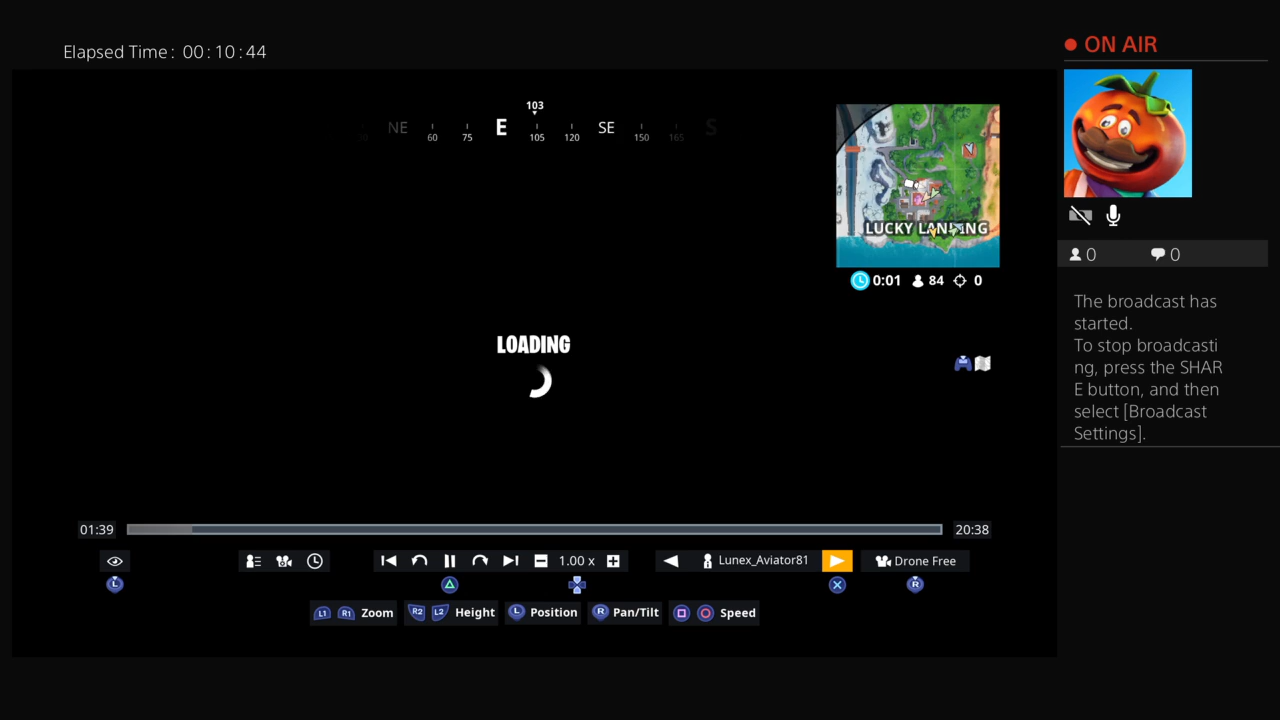 Elapsed Time: 00:10:44
ON AIR
103
NE 60 75 E 105 120 SE 150 165 S
LUCKY LANDING
0:01 84 0
0 0
The broadcast has
started.
To stop broadcasti
ng, press the SHAR
E button, and then
select [Broadcast
Settings].
LOADING
01:39 20:38
1.00 x Lunex_Aviator81 Drone Free
L R
L1 R1 Zoom R2 L2 Height L Position R Pan/Tilt Speed